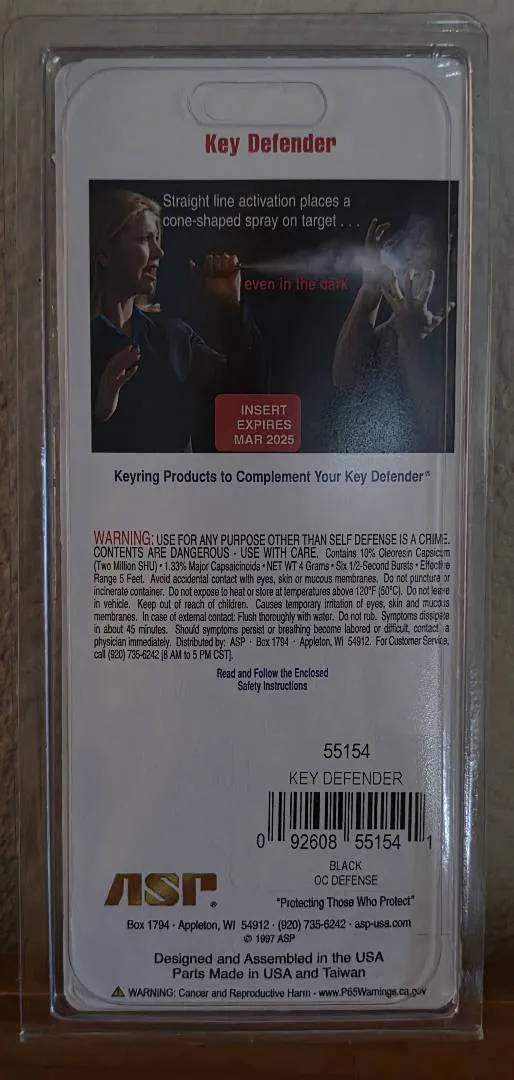 Key Defender
Straight line activation places a
cone-shaped spray on target . . .
even in the dark
INSERT
EXPIRES
MAR 2025
Keyring Products to Complement Your Key Defender®
WARNING: USE FOR ANY PURPOSE OTHER THAN SELF DEFENSE IS A CRIME.
CONTENTS ARE DANGEROUS - USE WITH CARE. Contains 10% Oleoresin Capsicum
(Two Million SHU) • 1.33% Major Capsaicinoids • NET WT 4 Grams • Six 1/2-Second Bursts • Effective
Range 5 Feet. Avoid accidental contact with eyes, skin or mucous membranes. Do not puncture or
incinerate container. Do not expose to heat or store at temperatures above 120°F [50°C]. Do not leave
in vehicle. Keep out of reach of children. Causes temporary irritation of eyes, skin and mucous
membranes. In case of external contact: Flush thoroughly with water. Do not rub. Symptoms dissipate
in about 45 minutes. Should symptoms persist or breathing become labored or difficult, contact a
physician immediately. Distributed by: ASP · Box 1794 · Appleton, WI 54912. For Customer Service,
call (920) 735-6242 [8 AM to 5 PM CST].
Read and Follow the Enclosed
Safety Instructions
55154
KEY DEFENDER
0 92608 55154 1
BLACK
OC DEFENSE
ASP®
"Protecting Those Who Protect"
Box 1794 · Appleton, WI 54912 · (920) 735-6242 · asp-usa.com
© 1997 ASP
Designed and Assembled in the USA
Parts Made in USA and Taiwan
⚠ WARNING: Cancer and Reproductive Harm - www.P65Warnings.ca.gov